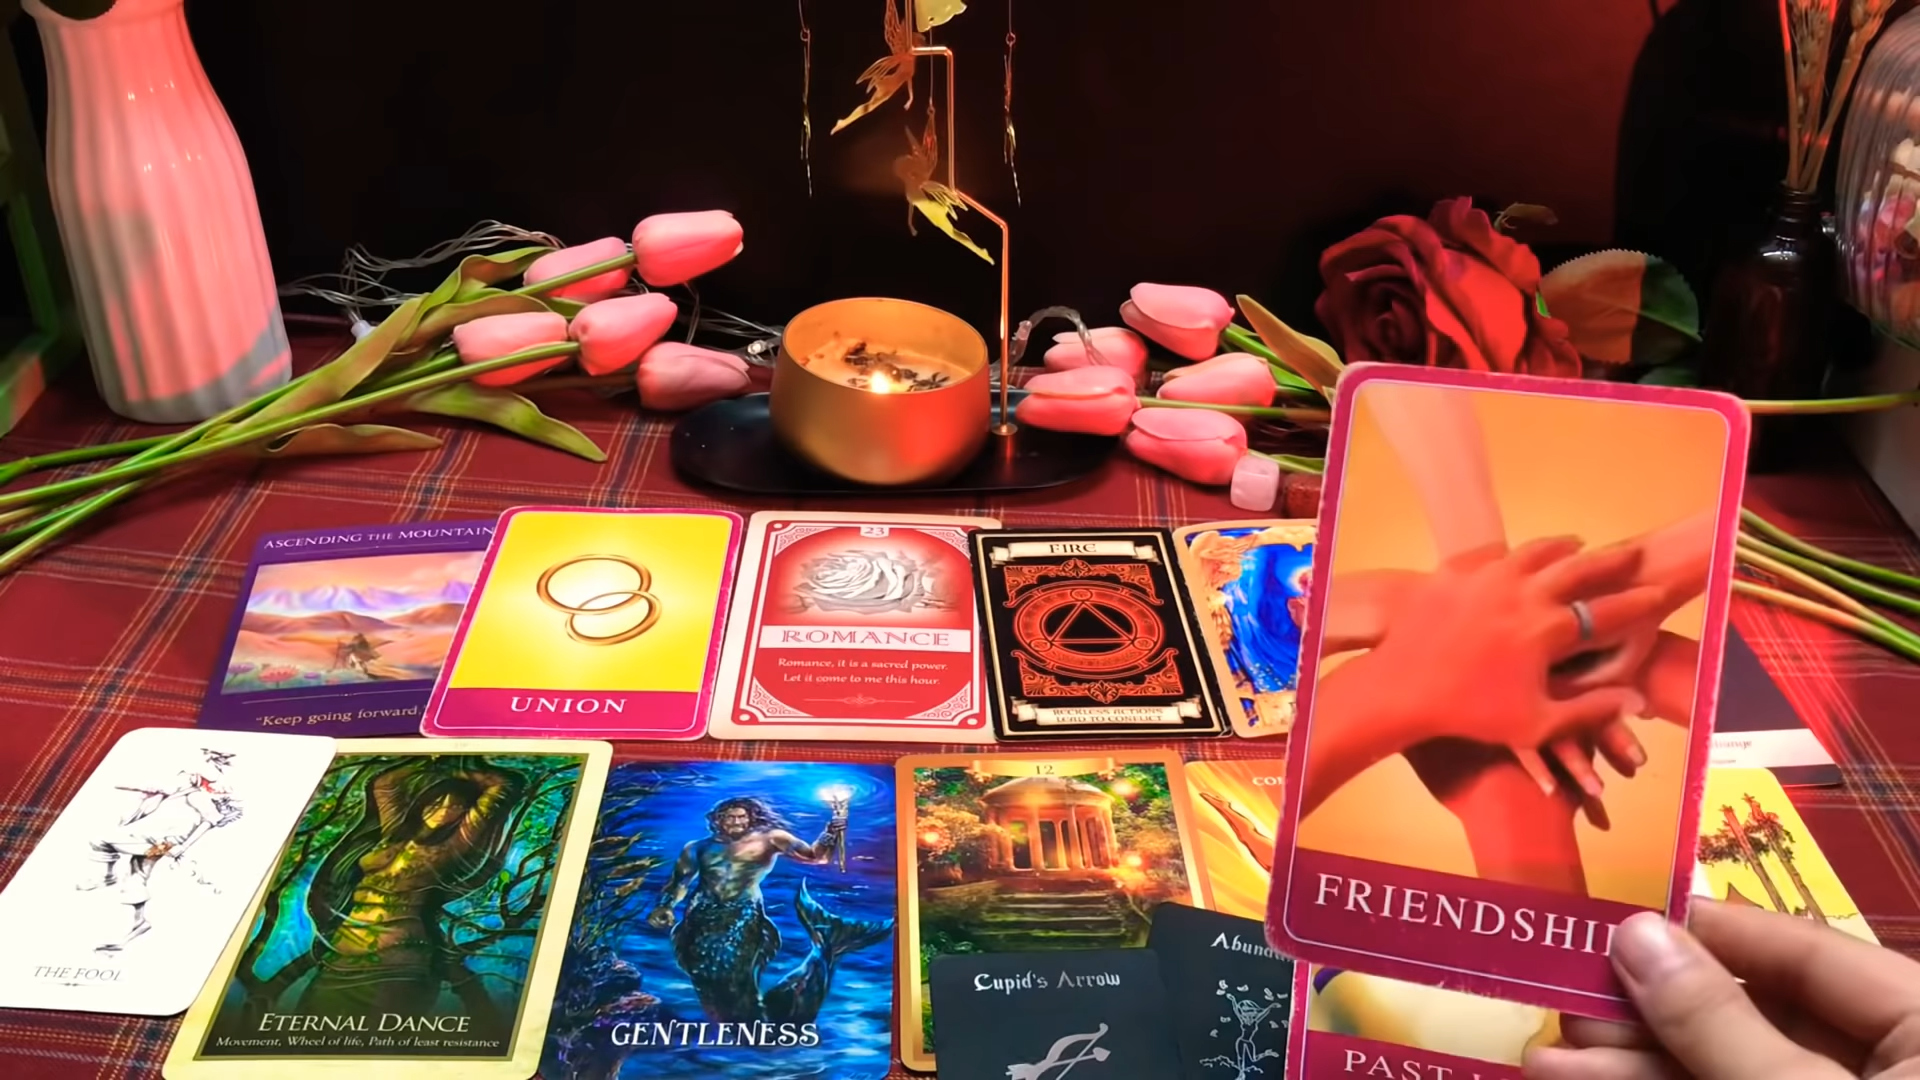 ASCENDING THE MOUNTAIN
"Keep going forward
UNION
23
ROMANCE
Romance, it is a sacred power.
Let it come to me this hour.
FIRE
RECKLESS ACTIONS
LEAD TO CONFLICT
THE FOOL
ETERNAL DANCE
Movement, Wheel of life, Path of least resistance
GENTLENESS
12
Cupid's Arrow
FRIENDSHIP
PAST